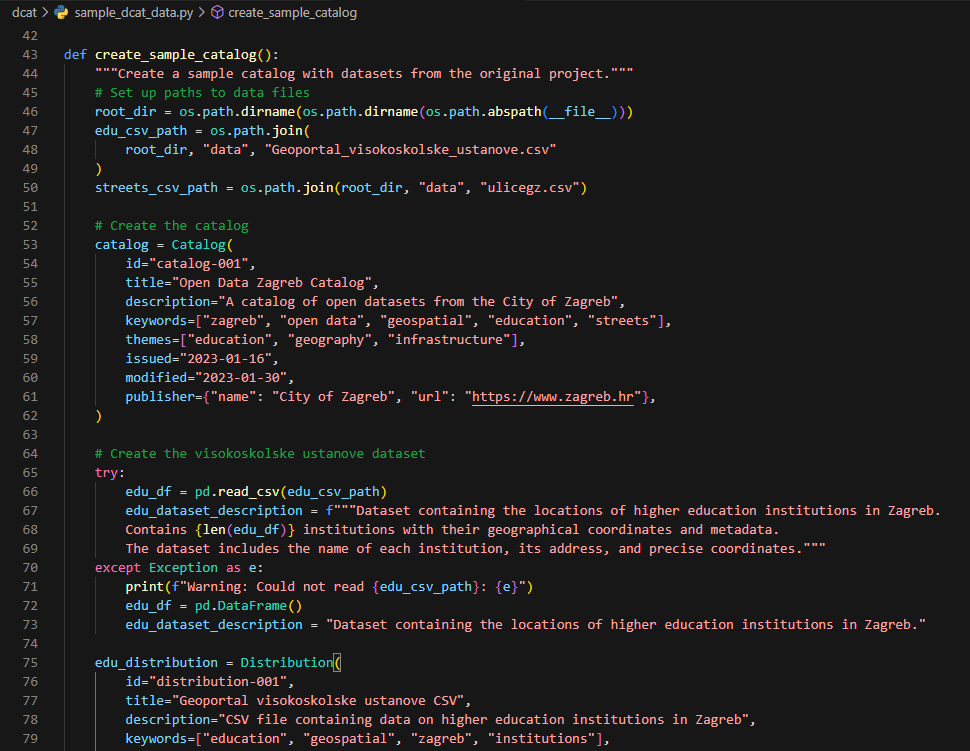 dcat > sample_dcat_data.py > create_sample_catalog
42
43 def create_sample_catalog():
44     """Create a sample catalog with datasets from the original project."""
45     # Set up paths to data files
46     root_dir = os.path.dirname(os.path.dirname(os.path.abspath(__file__)))
47     edu_csv_path = os.path.join(
48         root_dir, "data", "Geoportal_visokoskolske_ustanove.csv"
49     )
50     streets_csv_path = os.path.join(root_dir, "data", "ulicegz.csv")
51
52     # Create the catalog
53     catalog = Catalog(
54         id="catalog-001",
55         title="Open Data Zagreb Catalog",
56         description="A catalog of open datasets from the City of Zagreb",
57         keywords=["zagreb", "open data", "geospatial", "education", "streets"],
58         themes=["education", "geography", "infrastructure"],
59         issued="2023-01-16",
60         modified="2023-01-30",
61         publisher={"name": "City of Zagreb", "url": "https://www.zagreb.hr"},
62     )
63
64     # Create the visokoskolske ustanove dataset
65     try:
66         edu_df = pd.read_csv(edu_csv_path)
67         edu_dataset_description = f"""Dataset containing the locations of higher education institutions in Zagreb.
68         Contains {len(edu_df)} institutions with their geographical coordinates and metadata.
69         The dataset includes the name of each institution, its address, and precise coordinates."""
70     except Exception as e:
71         print(f"Warning: Could not read {edu_csv_path}: {e}")
72         edu_df = pd.DataFrame()
73         edu_dataset_description = "Dataset containing the locations of higher education institutions in Zagreb."
74
75     edu_distribution = Distribution(
76         id="distribution-001",
77         title="Geoportal visokoskolske ustanove CSV",
78         description="CSV file containing data on higher education institutions in Zagreb",
79         keywords=["education", "geospatial", "zagreb", "institutions"],